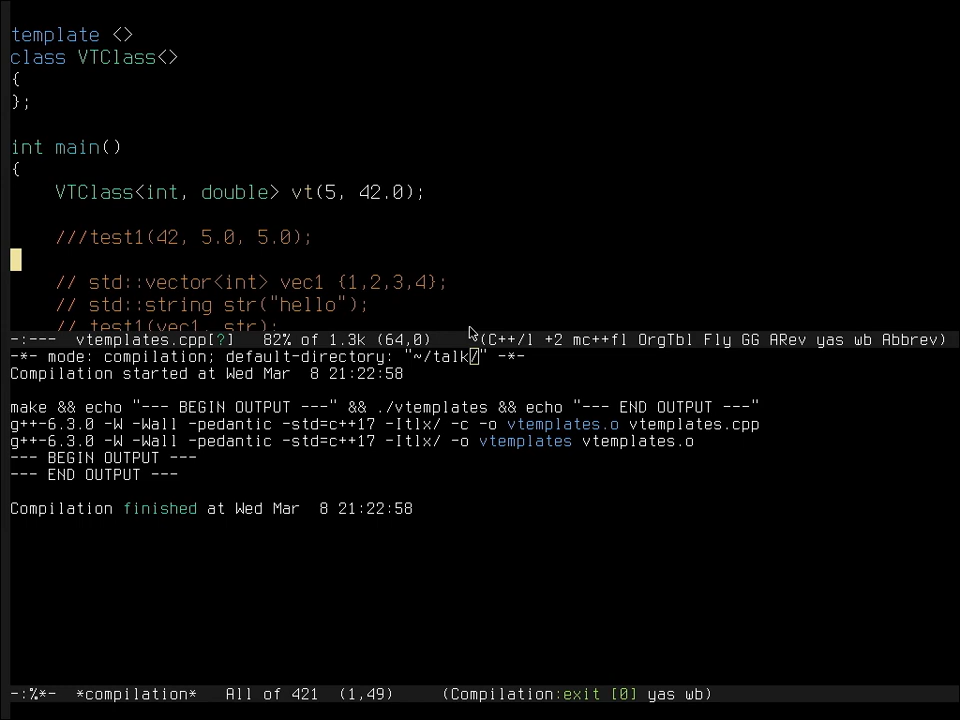 template <>
class VTClass<>
{
};
int main()
{
VTClass<int, double> vt(5, 42.0);
///test1(42, 5.0, 5.0);
// std::vector<int> vec1 {1,2,3,4};
// std::string str("hello");
// test1(vec1, str);
-:---  vtemplates.cpp[?]   82% of 1.3k (64,0)     (C++/l +2 mc++fl OrgTbl Fly GG ARev yas wb Abbrev)
-*- mode: compilation; default-directory: "~/talk/" -*-
Compilation started at Wed Mar  8 21:22:58
make && echo "--- BEGIN OUTPUT ---" && ./vtemplates && echo "--- END OUTPUT ---"
g++-6.3.0 -W -Wall -pedantic -std=c++17 -Itlx/ -c -o vtemplates.o vtemplates.cpp
g++-6.3.0 -W -Wall -pedantic -std=c++17 -Itlx/ -o vtemplates vtemplates.o
--- BEGIN OUTPUT ---
--- END OUTPUT ---
Compilation finished at Wed Mar  8 21:22:58
-:%*-  *compilation*   All of 421  (1,49)     (Compilation:exit [0] yas wb)